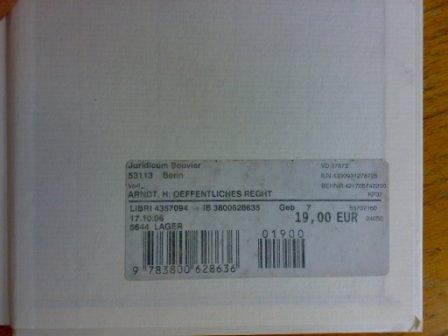 Juridicum Bouvier
53113 Bonn
Verl.,
ARNDT, H: OEFFENTLICHES RECHT
LIBRI 4357094 IB 3800628635 Geb 7
17.10.06 19,00 EUR
5644 LAGER
01900
9 783800 628636